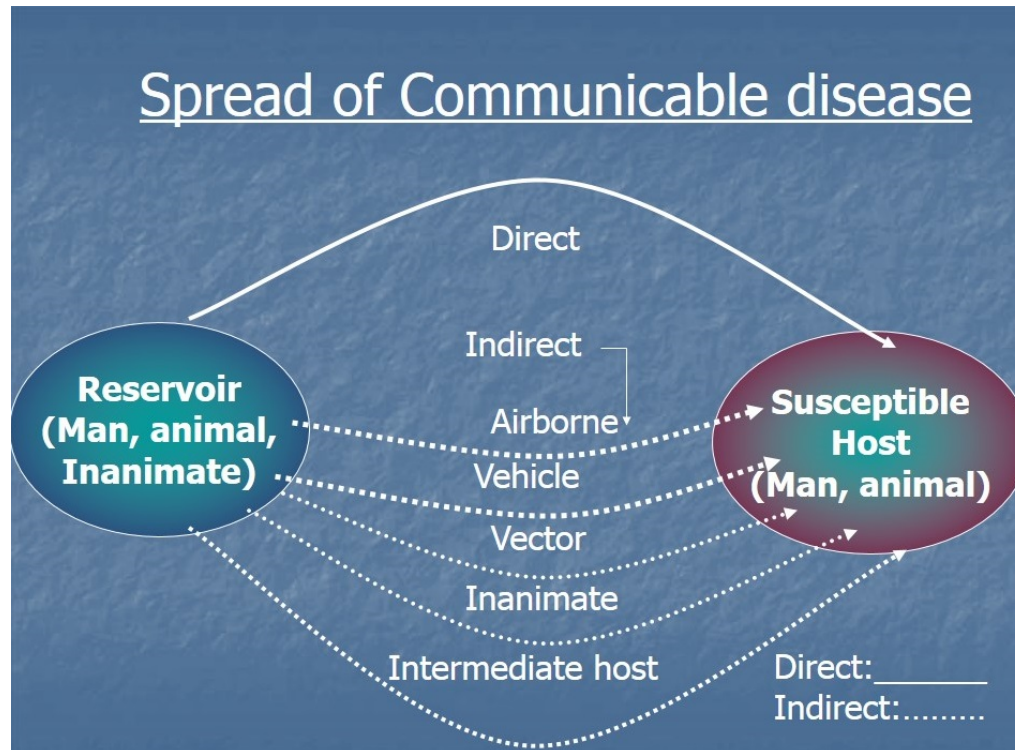 Spread of Communicable disease
Direct
Indirect
Reservoir
(Man, animal,
Inanimate)
Airborne
Vehicle
Vector
Inanimate
Intermediate host
Susceptible
Host
(Man, animal)
Direct:_______
Indirect:.........